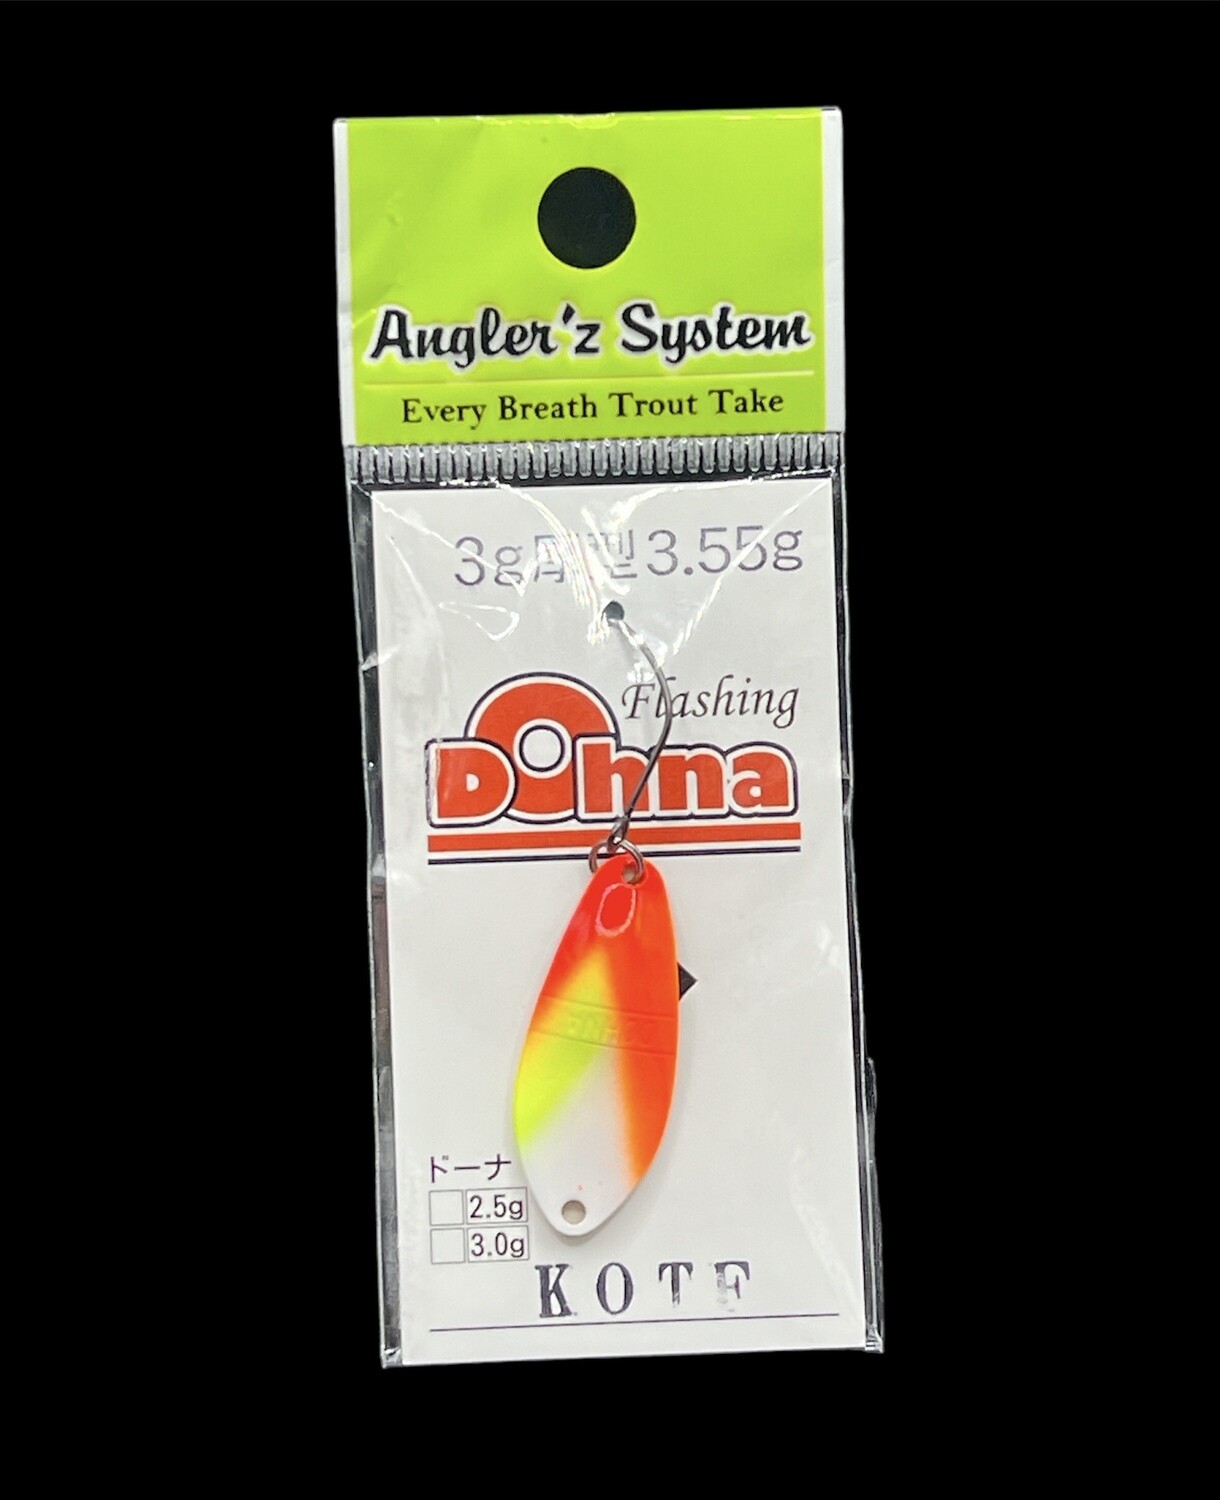 Angler'z System
Every Breath Trout Take
3g厚型3.55g
Flashing
Dohna
ドーナ
2.5g
3.0g